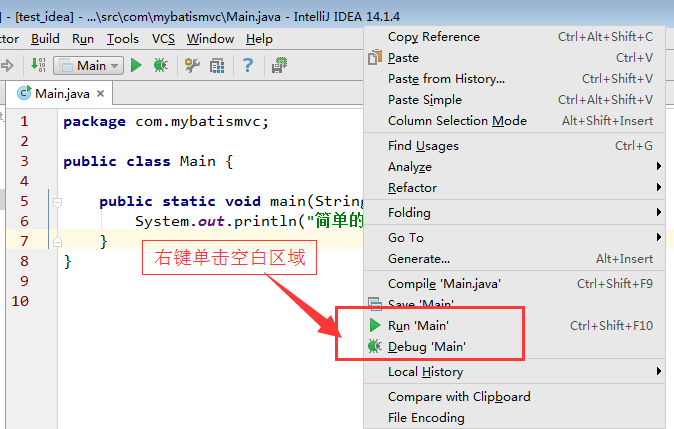 ] - [test_idea] - ...\src\com\mybatismvc\Main.java - IntelliJ IDEA 14.1.4
ctor Build Run Tools VCS Window Help
Main
Main.java
1 package com.mybatismvc;
2
3 public class Main {
4
5 public static void main(String
6 System.out.println("简单的
7 }
8 }
9
10
右键单击空白区域
Copy Reference Ctrl+Alt+Shift+C
Paste Ctrl+V
Paste from History... Ctrl+Shift+V
Paste Simple Ctrl+Alt+Shift+V
Column Selection Mode Alt+Shift+Insert
Find Usages Ctrl+G
Analyze
Refactor
Folding
Go To
Generate... Alt+Insert
Compile 'Main.java' Ctrl+Shift+F9
Save 'Main'
Run 'Main' Ctrl+Shift+F10
Debug 'Main'
Local History
Compare with Clipboard
File Encoding